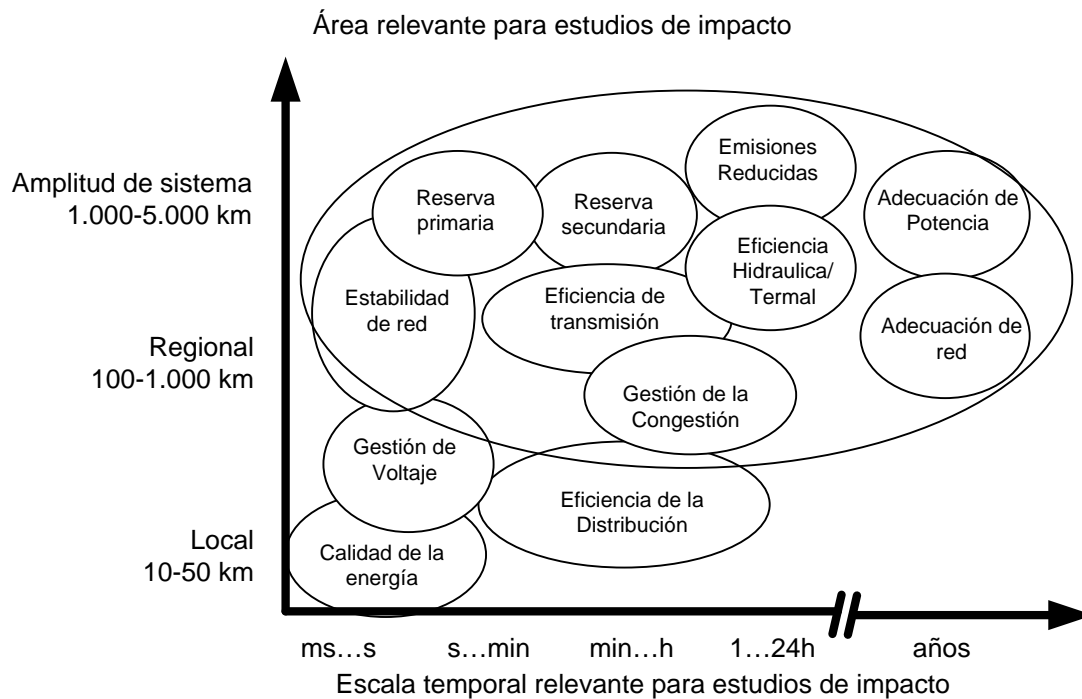 Área relevante para estudios de impacto
Amplitud de sistema
1.000-5.000 km
Regional
100-1.000 km
Local
10-50 km
Emisiones
Reducidas
Reserva
primaria
Reserva
secundaria
Adecuación de
Potencia
Eficiencia
Hidraulica/
Termal
Estabilidad
de red
Eficiencia de
transmisión
Adecuación de
red
Gestión de la
Congestión
Gestión de
Voltaje
Eficiencia de la
Distribución
Calidad de la
energía
ms…s
s…min
min…h
1…24h
años
Escala temporal relevante para estudios de impacto